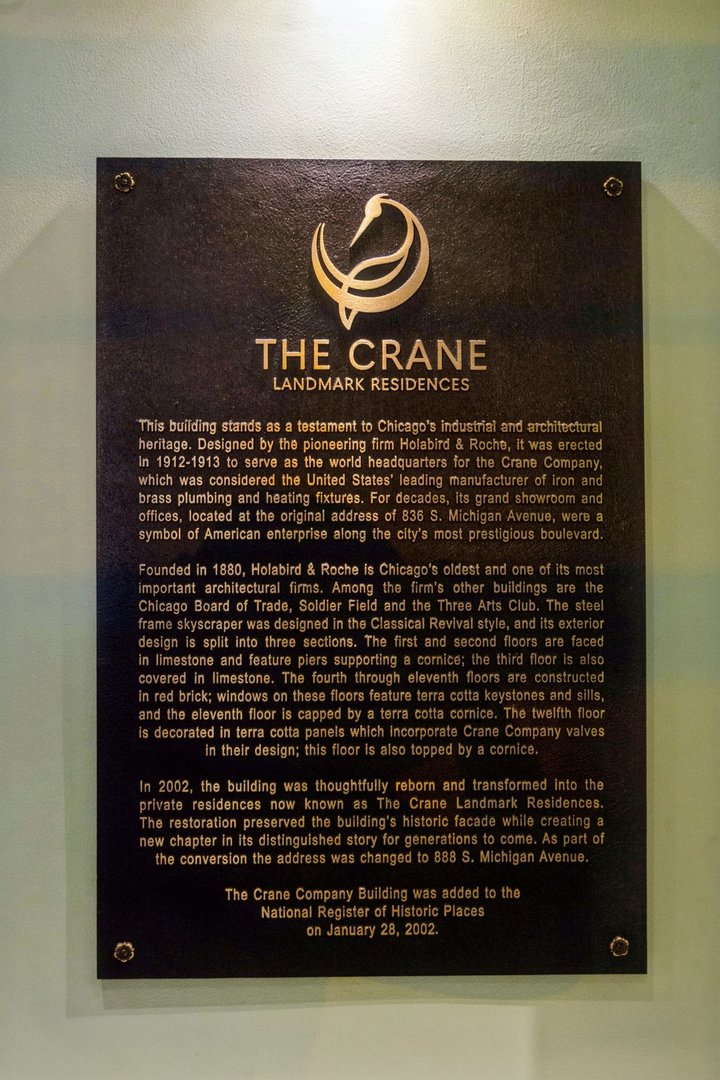 THE CRANE
LANDMARK RESIDENCES
This building stands as a testament to Chicago's industrial and architectural
heritage. Designed by the pioneering firm Holabird & Roche, it was erected
in 1912-1913 to serve as the world headquarters for the Crane Company,
which was considered the United States' leading manufacturer of iron and
brass plumbing and heating fixtures. For decades, its grand showroom and
offices, located at the original address of 836 S. Michigan Avenue, were a
symbol of American enterprise along the city's most prestigious boulevard.
Founded in 1880, Holabird & Roche is Chicago's oldest and one of its most
important architectural firms. Among the firm's other buildings are the
Chicago Board of Trade, Soldier Field and the Three Arts Club. The steel
frame skyscraper was designed in the Classical Revival style, and its exterior
design is split into three sections. The first and second floors are faced
in limestone and feature piers supporting a cornice; the third floor is also
covered in limestone. The fourth through eleventh floors are constructed
in red brick; windows on these floors feature terra cotta keystones and sills,
and the eleventh floor is capped by a terra cotta cornice. The twelfth floor
is decorated in terra cotta panels which incorporate Crane Company valves
in their design; this floor is also topped by a cornice.
In 2002, the building was thoughtfully reborn and transformed into the
private residences now known as The Crane Landmark Residences.
The restoration preserved the building's historic facade while creating a
new chapter in its distinguished story for generations to come. As part of
the conversion the address was changed to 888 S. Michigan Avenue.
The Crane Company Building was added to the
National Register of Historic Places
on January 28, 2002.